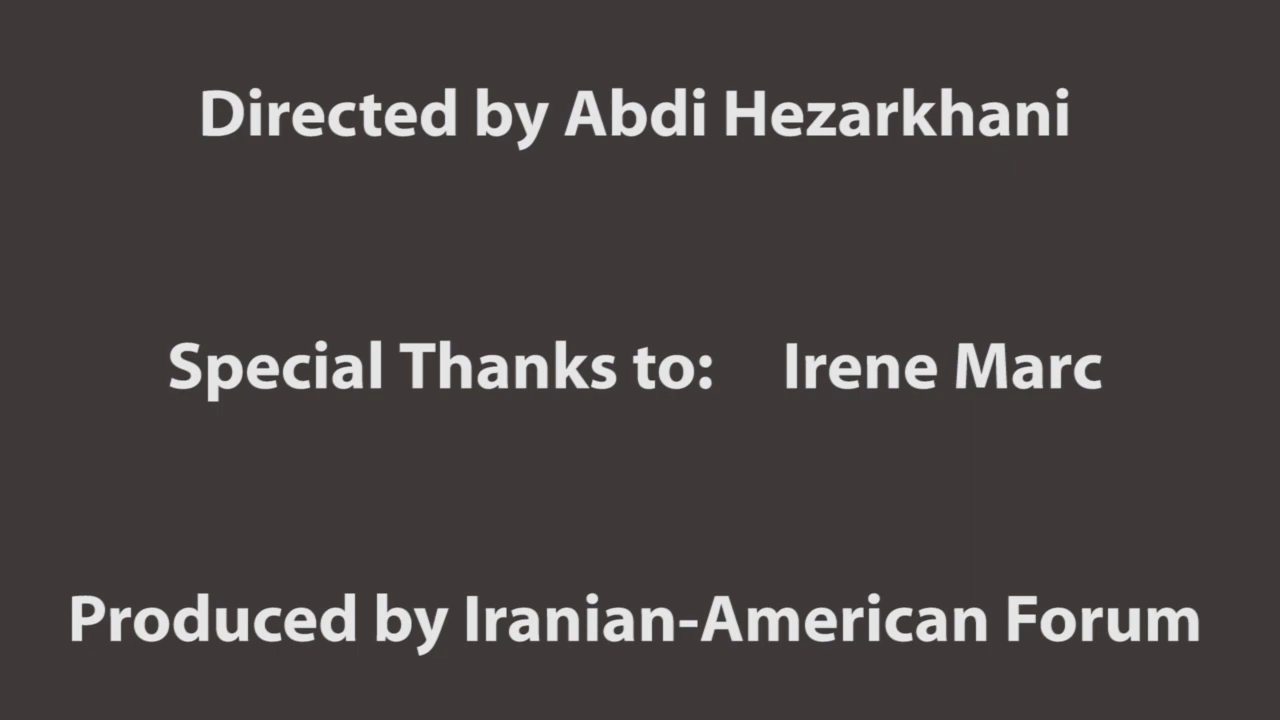 Directed by Abdi Hezarkhani
Special Thanks to: Irene Marc
Produced by Iranian-American Forum